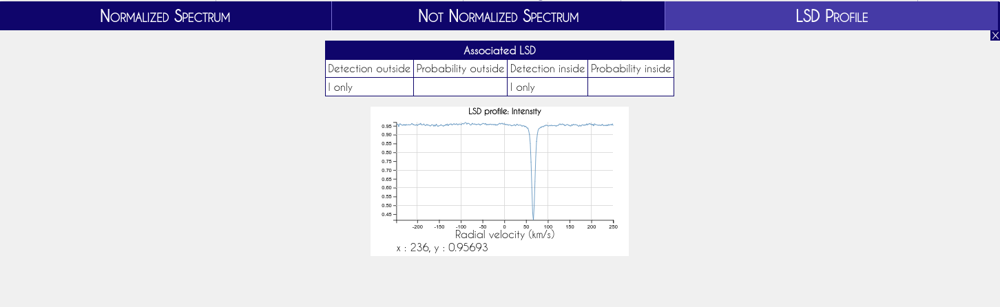 Normalized Spectrum Not Normalized Spectrum LSD Profile
X
Associated LSD
Detection outside Probability outside Detection inside Probability inside
I only I only
LSD profile: Intensity
0.95
0.90
0.85
0.80
0.75
0.70
0.65
0.60
0.55
0.50
0.45
-200 -150 -100 -50 0 50 100 150 200 250
Radial velocity (km/s)
x : 236, y : 0.95693